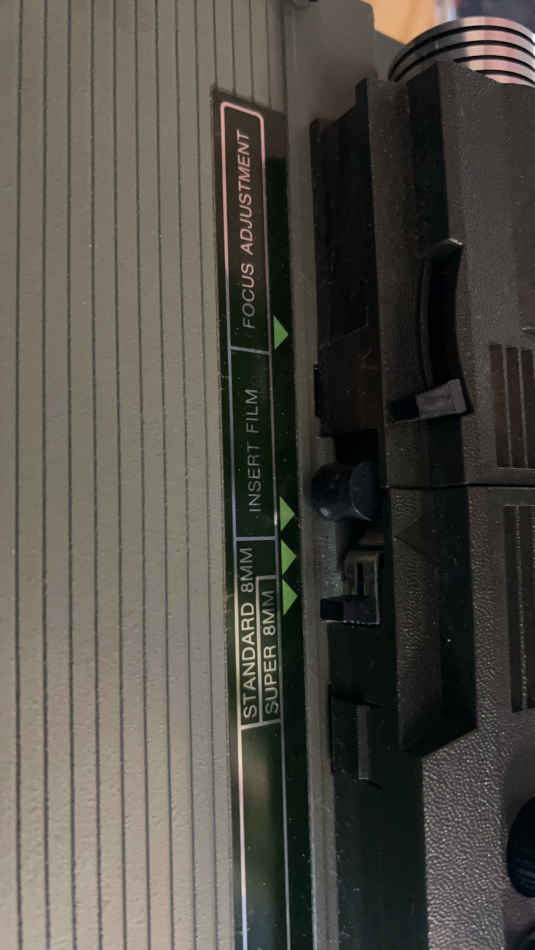 FOCUS ADJUSTMENT
INSERT FILM
STANDARD 8MM
SUPER 8MM